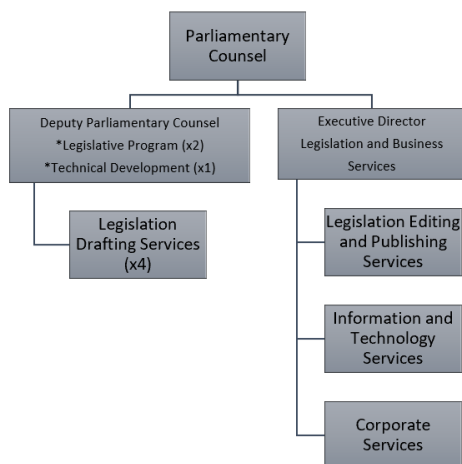 Parliamentary
Counsel
Deputy Parliamentary Counsel
*Legislative Program (x2)
*Technical Development (x1)
Executive Director
Legislation and Business
Services
Legislation
Drafting Services
(x4)
Legislation Editing
and Publishing
Services
Information and
Technology
Services
Corporate
Services